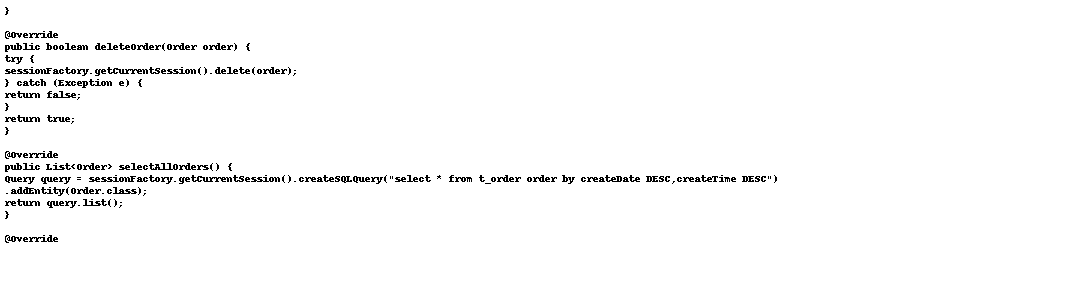 }
@Override
public boolean deleteOrder(Order order) {
try {
sessionFactory.getCurrentSession().delete(order);
} catch (Exception e) {
return false;
}
return true;
}
@Override
public List<Order> selectAllOrders() {
Query query = sessionFactory.getCurrentSession().createSQLQuery("select * from t_order order by createDate DESC,createTime DESC")
.addEntity(Order.class);
return query.list();
}
@Override